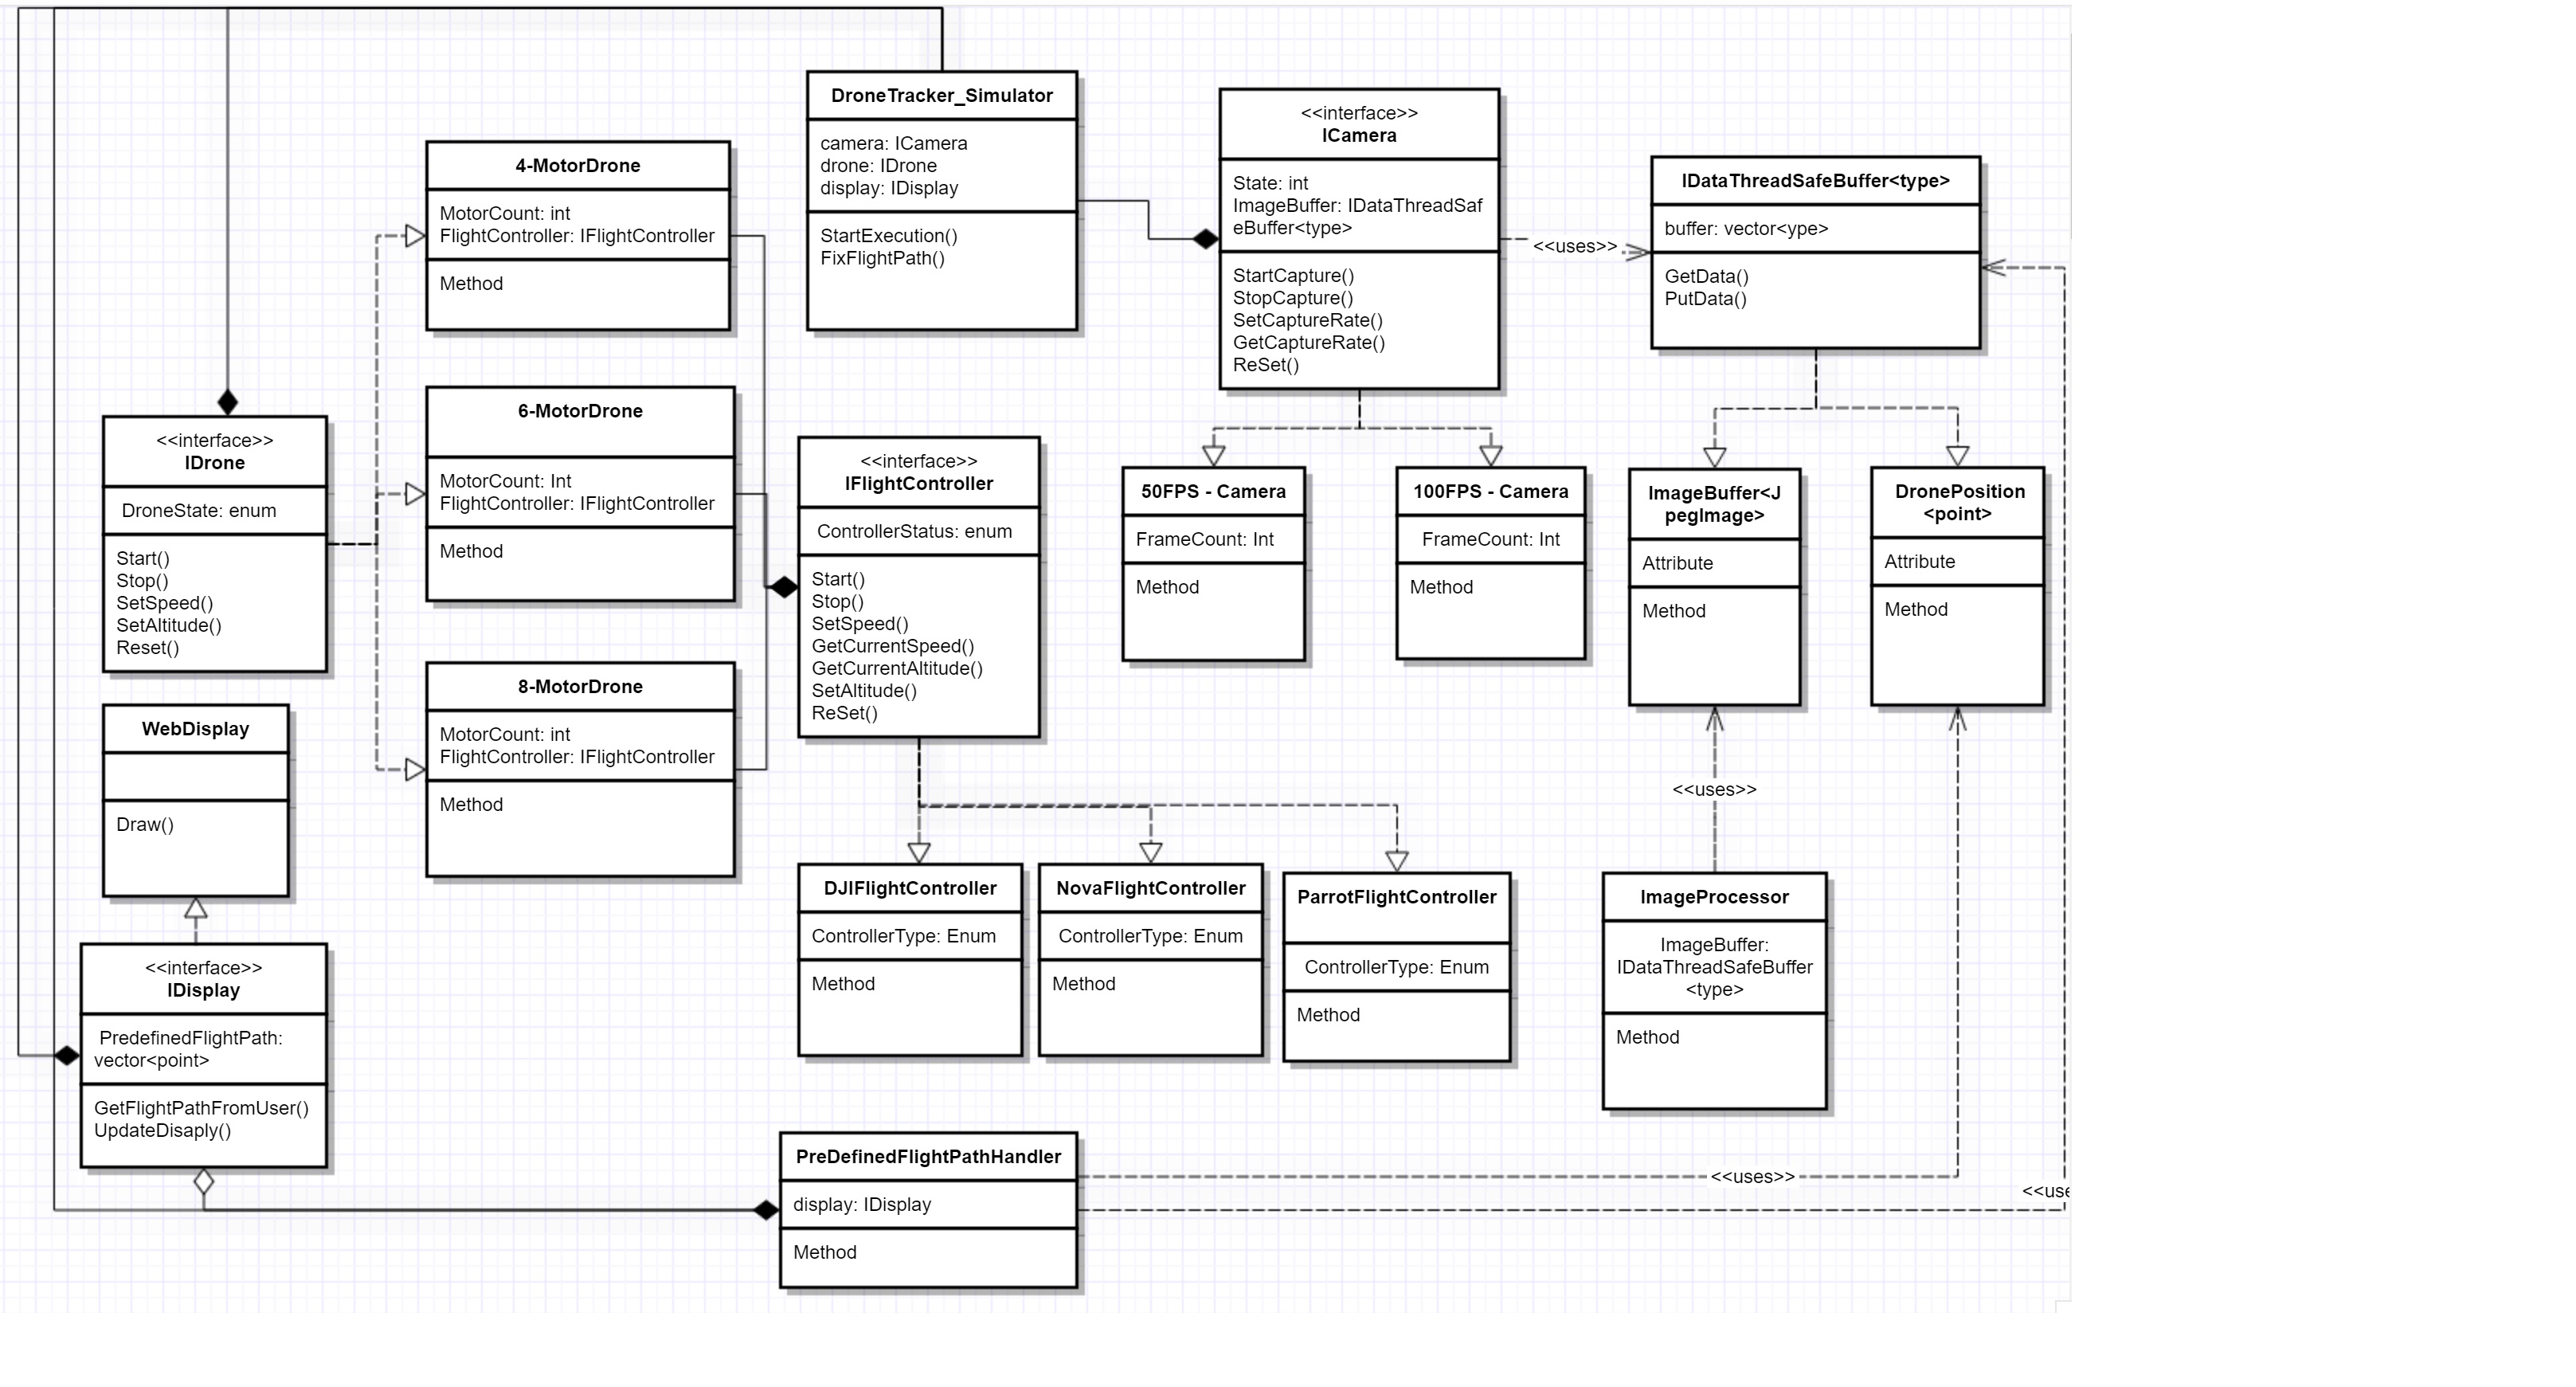 DroneTracker_Simulator
camera: ICamera
drone: IDrone
display: IDisplay
StartExecution()
FixFlightPath()
<<interface>>
ICamera
State: int
ImageBuffer: IDataThreadSaf
eBuffer<type>
StartCapture()
StopCapture()
SetCaptureRate()
GetCaptureRate()
ReSet()
<<uses>>
IDataThreadSafeBuffer<type>
buffer: vector<ype>
GetData()
PutData()
4-MotorDrone
MotorCount: int
FlightController: IFlightController
Method
6-MotorDrone
MotorCount: Int
FlightController: IFlightController
Method
8-MotorDrone
MotorCount: int
FlightController: IFlightController
Method
<<interface>>
IDrone
DroneState: enum
Start()
Stop()
SetSpeed()
SetAltitude()
Reset()
<<interface>>
IFlightController
ControllerStatus: enum
Start()
Stop()
SetSpeed()
GetCurrentSpeed()
GetCurrentAltitude()
SetAltitude()
ReSet()
50FPS - Camera
FrameCount: Int
Method
100FPS - Camera
FrameCount: Int
Method
ImageBuffer<J
pegImage>
Attribute
Method
DronePosition
<point>
Attribute
Method
WebDisplay
Draw()
<<uses>>
DJIFlightController
ControllerType: Enum
Method
NovaFlightController
ControllerType: Enum
Method
ParrotFlightController
ControllerType: Enum
Method
ImageProcessor
ImageBuffer:
IDataThreadSafeBuffer
<type>
Method
<<interface>>
IDisplay
PredefinedFlightPath:
vector<point>
GetFlightPathFromUser()
UpdateDisaply()
PreDefinedFlightPathHandler
display: IDisplay
Method
<<uses>>
<<use